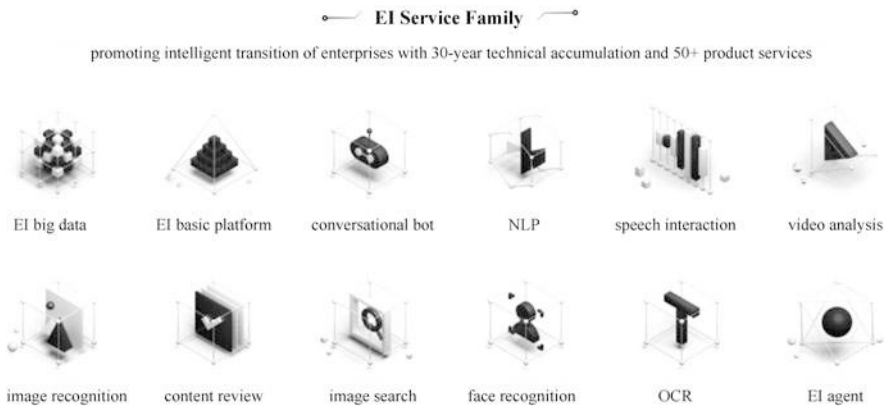 EI Service Family
promoting intelligent transition of enterprises with 30-year technical accumulation and 50+ product services
EI big data
EI basic platform
conversational bot
NLP
speech interaction
video analysis
image recognition
content review
image search
face recognition
OCR
EI agent